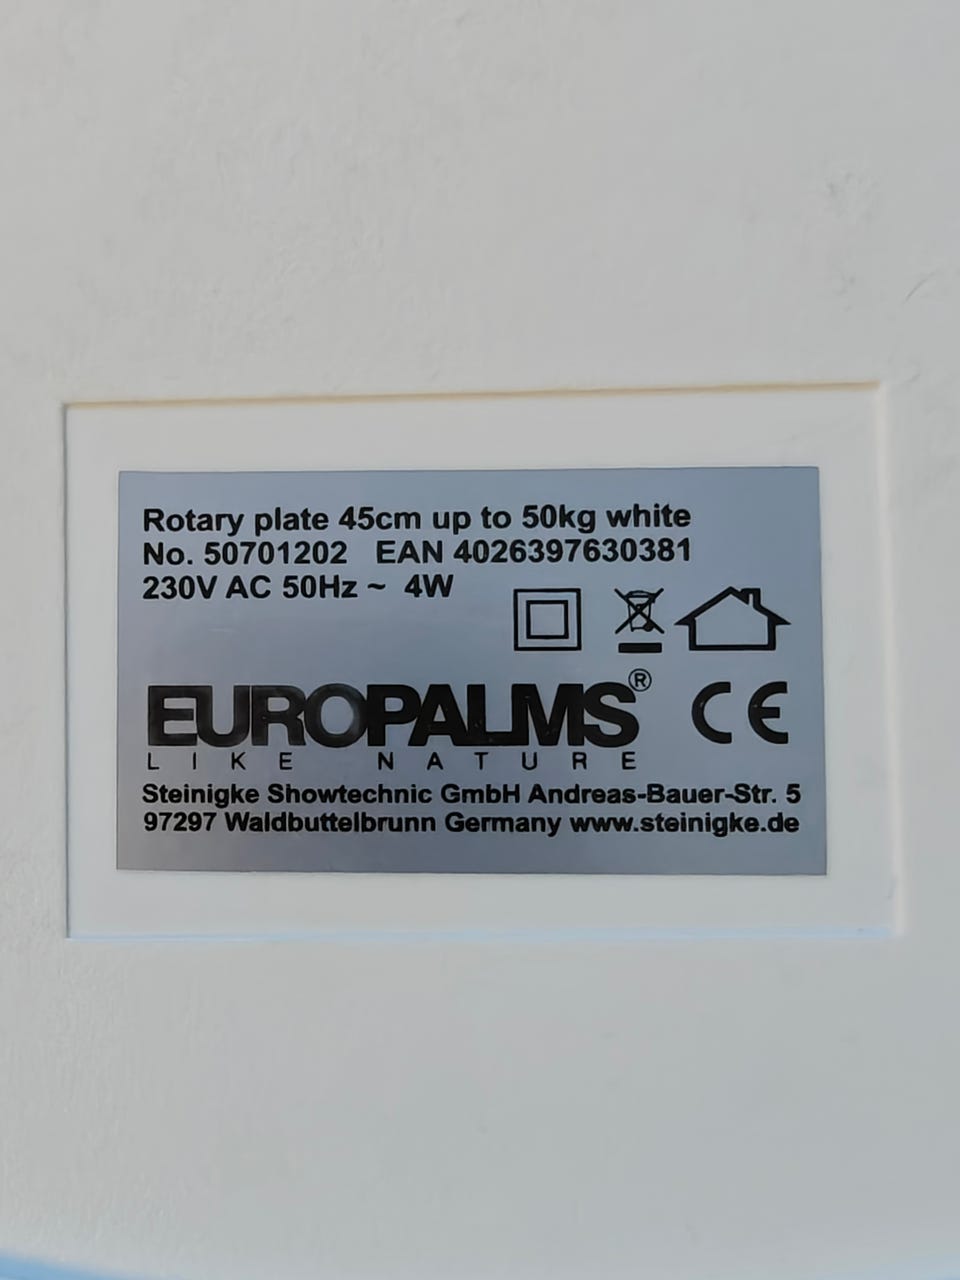 Rotary plate 45cm up to 50kg white
No. 50701202 EAN 4026397630381
230V AC 50Hz ~ 4W
EUROPALMS®
LIKE NATURE
CE
Steinigke Showtechnic GmbH Andreas-Bauer-Str. 5
97297 Waldbuttelbrunn Germany www.steinigke.de